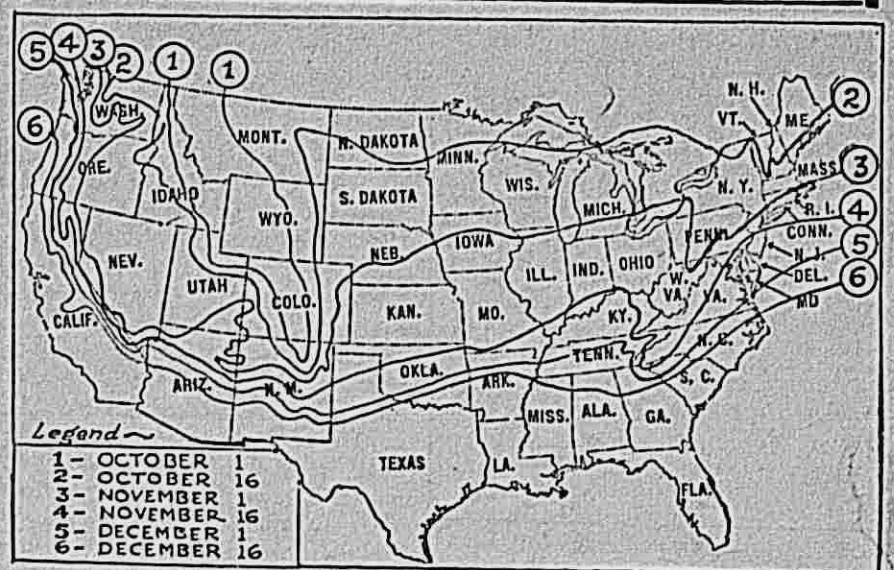 5 4 3 2 1 1
N. H.
2
WASH.
MONT.
N. DAKOTA
VT.
ME.
6
MINN.
ORE.
MASS.
3
IDAHO
S. DAKOTA
WIS.
N. Y.
WYO.
MICH.
R. I.
4
NEB.
IOWA
PENN.
CONN.
NEV.
N. J.
5
UTAH
COLO.
ILL.
IND.
OHIO
W. VA.
VA.
DEL.
6
KAN.
MO.
KY.
MD
CALIF.
N. C.
TENN.
ARIZ.
N. M.
OKLA.
ARK.
S. C.
MISS.
ALA.
GA.
TEXAS
LA.
FLA.
Legend ~
1 - OCTOBER 1
2 - OCTOBER 16
3 - NOVEMBER 1
4 - NOVEMBER 16
5 - DECEMBER 1
6 - DECEMBER 16